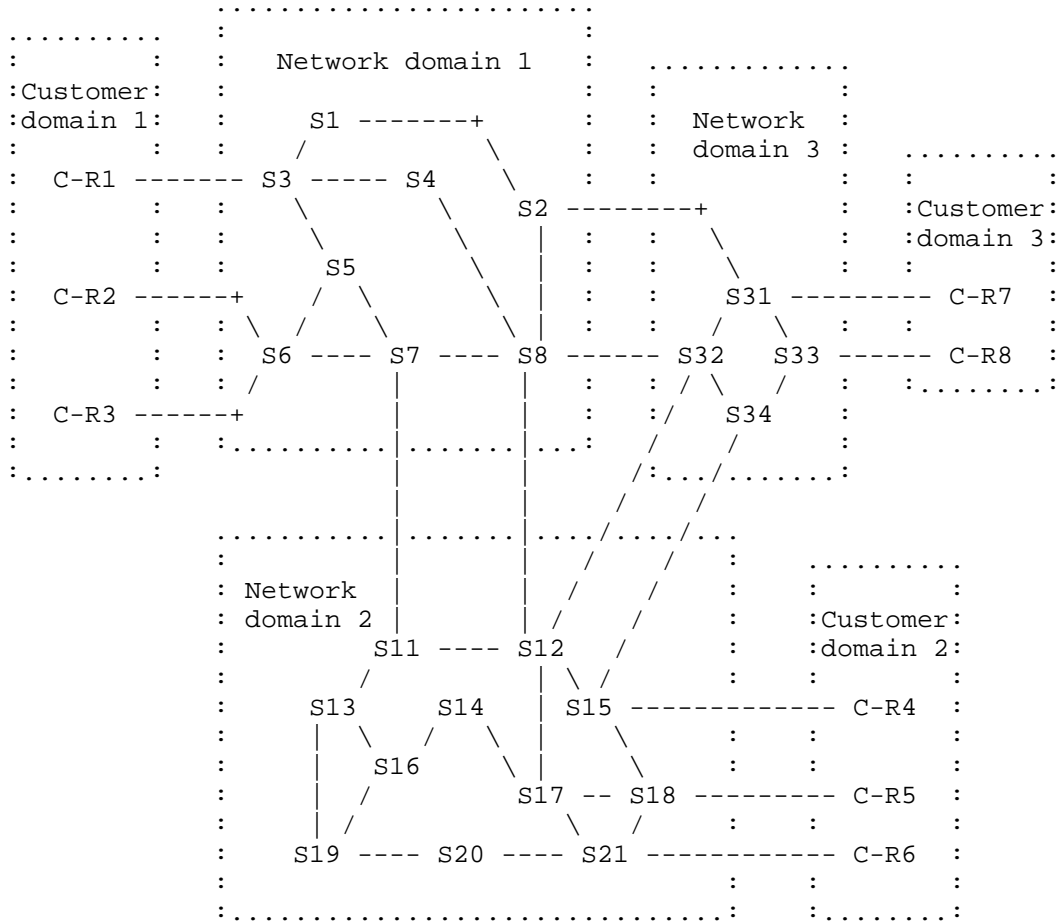 Network domain 1
Customer
domain 1
S1
Network
domain 3
C-R1 S3 S4
S2
Customer
domain 3
S5
C-R2 S31 C-R7
S6 S7 S8 S32 S33 C-R8
C-R3 S34
Network
domain 2
Customer
domain 2
S11 S12
S13 S14 S15 C-R4
S16
S17 S18 C-R5
S19 S20 S21 C-R6